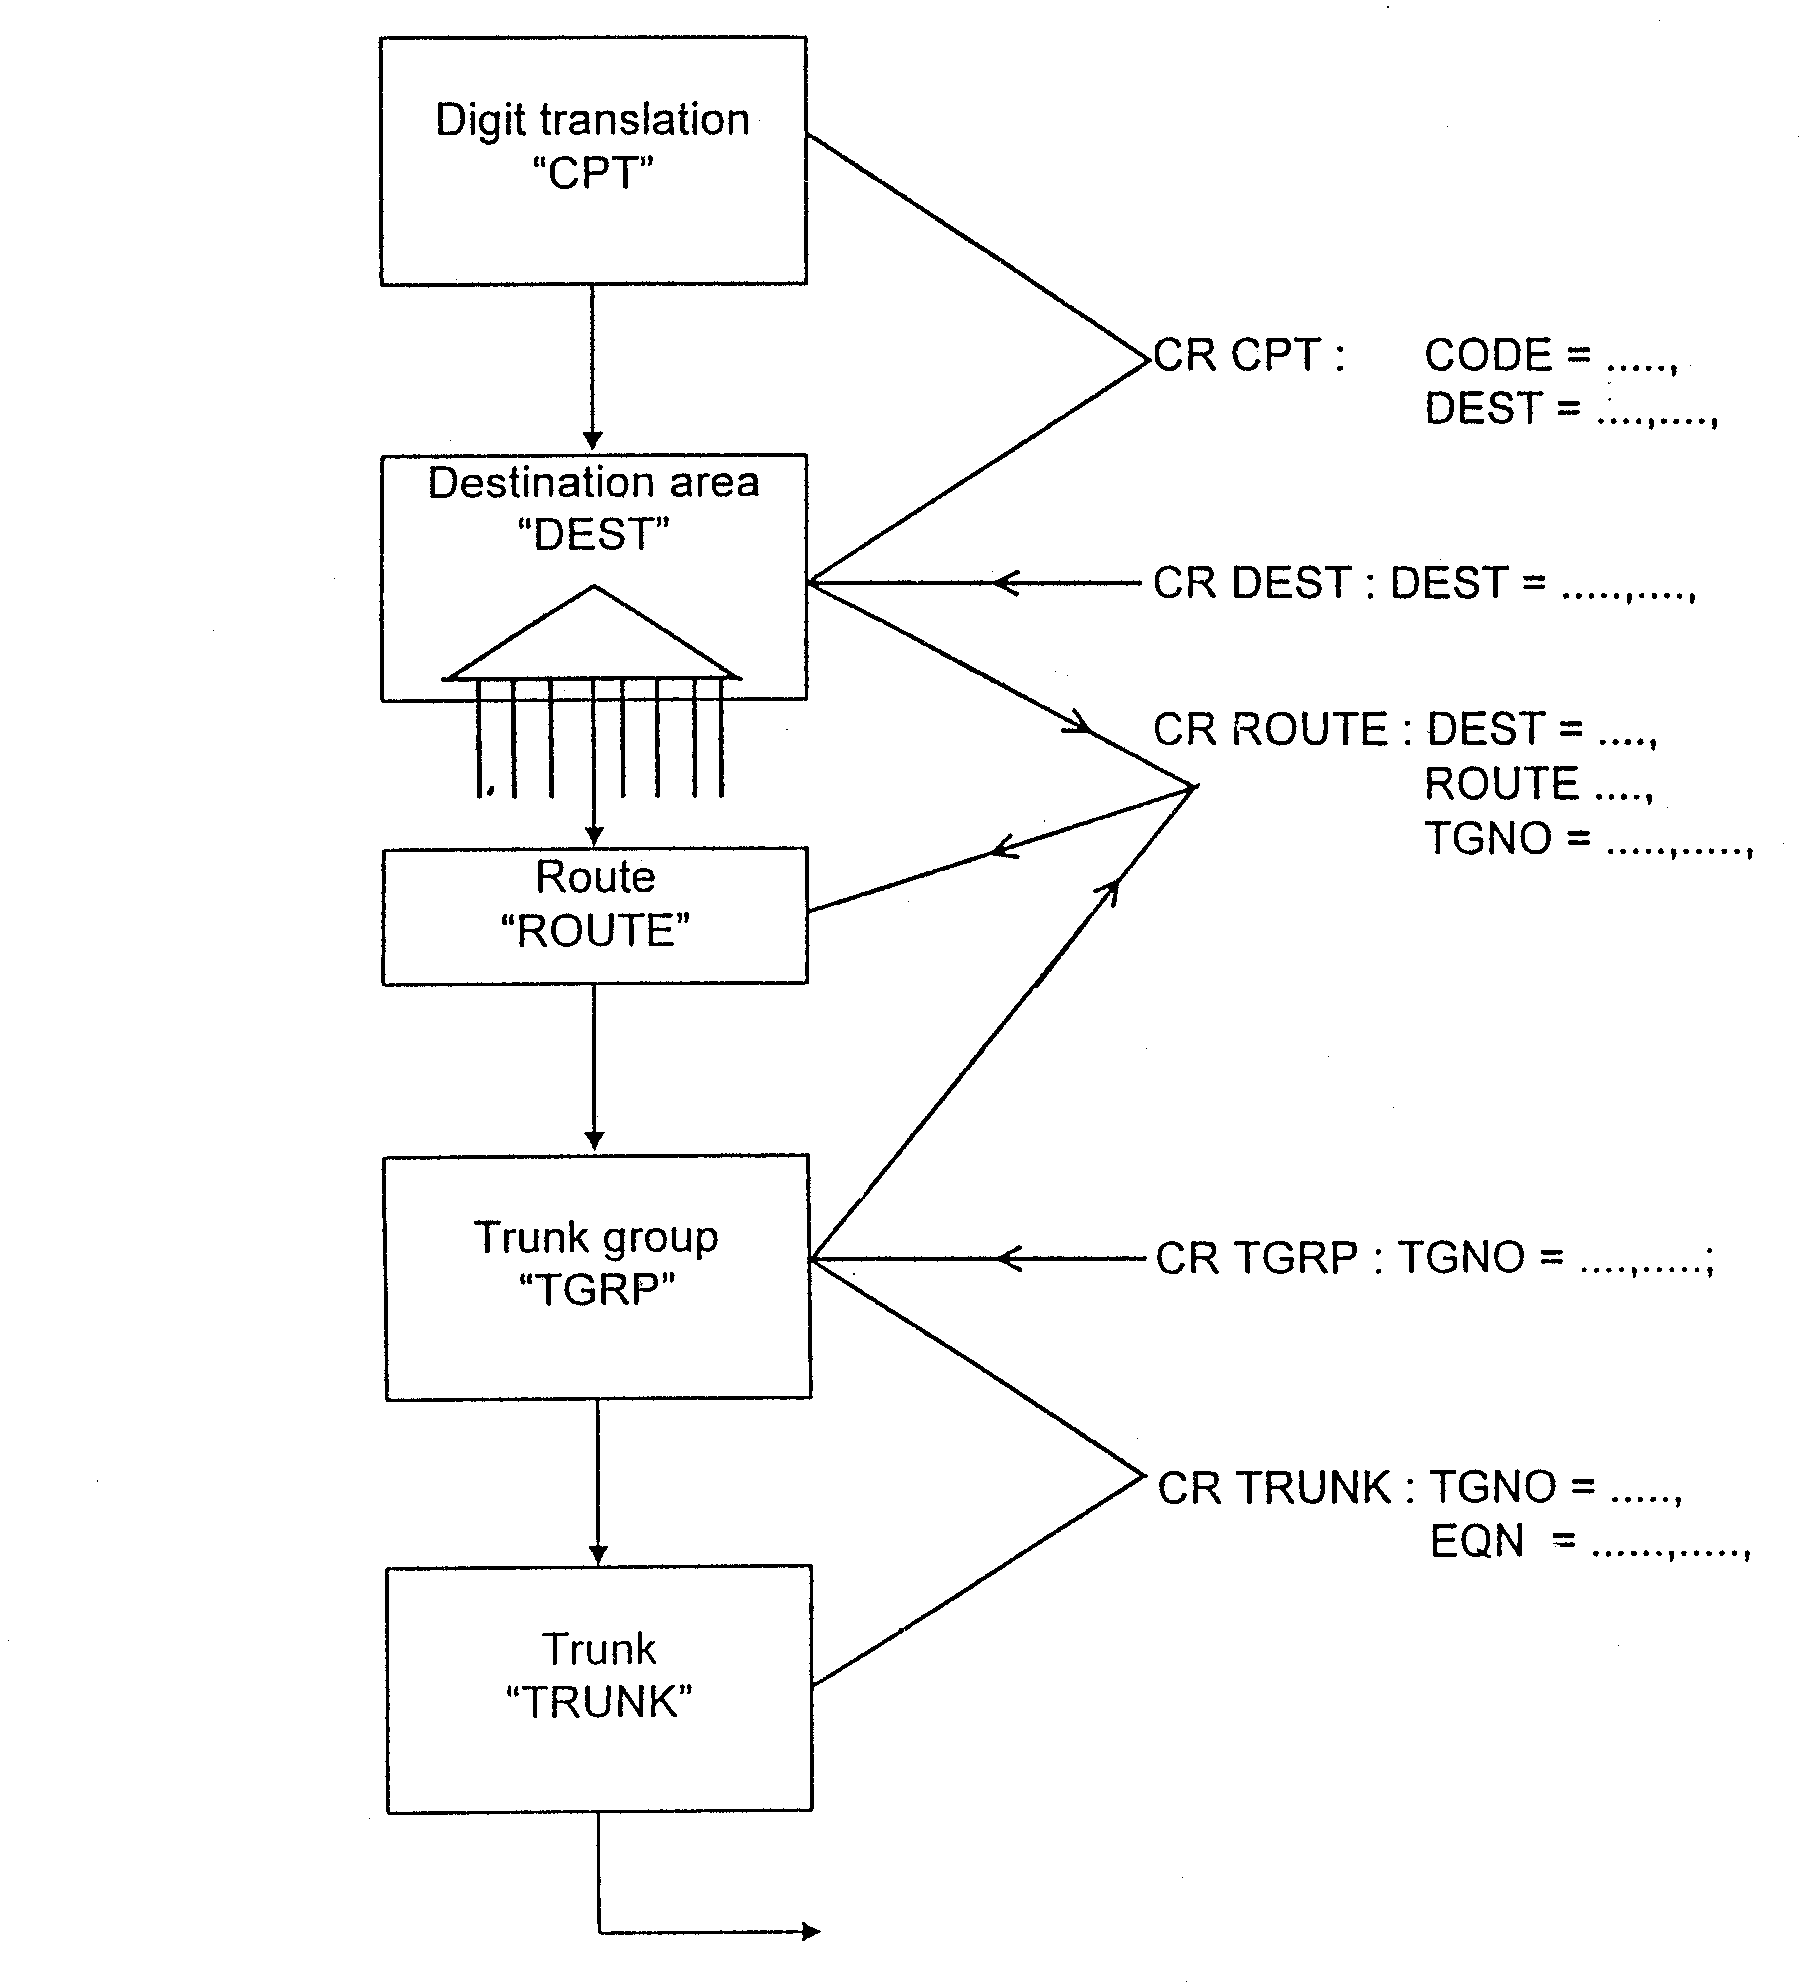 Digit translation
“CPT”
CR CPT : CODE = .....,
DEST = ....,....,
Destination area
“DEST”
CR DEST : DEST = .....,....,
CR ROUTE : DEST = ....,
ROUTE ....,
TGNO = .....,.....,
Route
“ROUTE”
Trunk group
“TGRP”
CR TGRP : TGNO = ....,.....;
CR TRUNK : TGNO = .....,
EQN = ......,.....,
Trunk
“TRUNK”